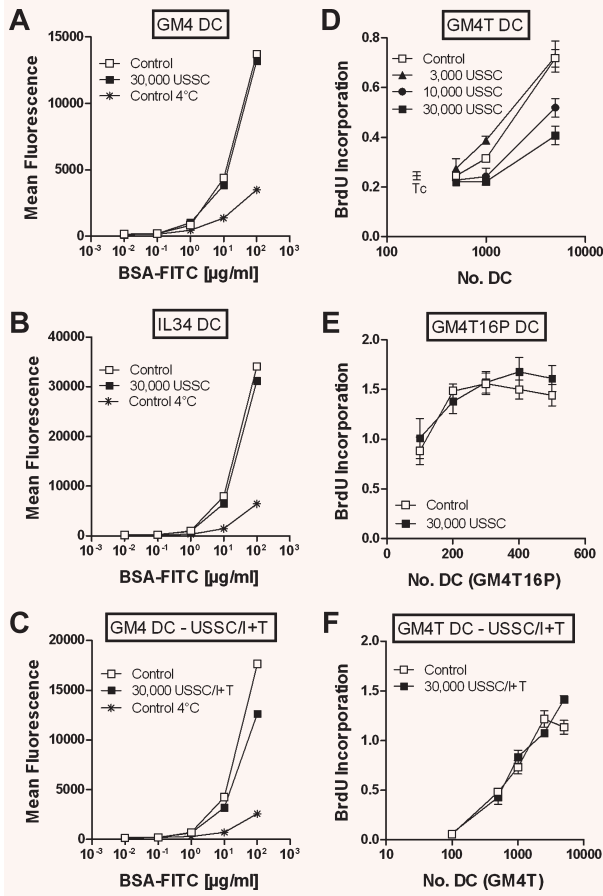 A
GM4 DC
Mean Fluorescence
15000
10000
5000
0
Control
30,000 USSC
Control 4°C
10-3 10-2 10-1 100 101 102 103
BSA-FITC [µg/ml]
B
IL34 DC
Mean Fluorescence
40000
30000
20000
10000
0
Control
30,000 USSC
Control 4°C
10-3 10-2 10-1 100 101 102 103
BSA-FITC [µg/ml]
C
GM4 DC - USSC/I+T
Mean Fluorescence
20000
15000
10000
5000
0
Control
30,000 USSC/I+T
Control 4°C
10-3 10-2 10-1 100 101 102 103
BSA-FITC [µg/ml]
D
GM4T DC
BrdU Incorporation
0.8
0.6
0.4
0.2
0.0
Control
3,000 USSC
10,000 USSC
30,000 USSC
Tc
100 1000 10000
No. DC
E
GM4T16P DC
BrdU Incorporation
2.0
1.5
1.0
0.5
0.0
Control
30,000 USSC
0 200 400 600
No. DC (GM4T16P)
F
GM4T DC - USSC/I+T
BrdU Incorporation
2.0
1.5
1.0
0.5
0.0
Control
30,000 USSC/I+T
10 100 1000 10000
No. DC (GM4T)